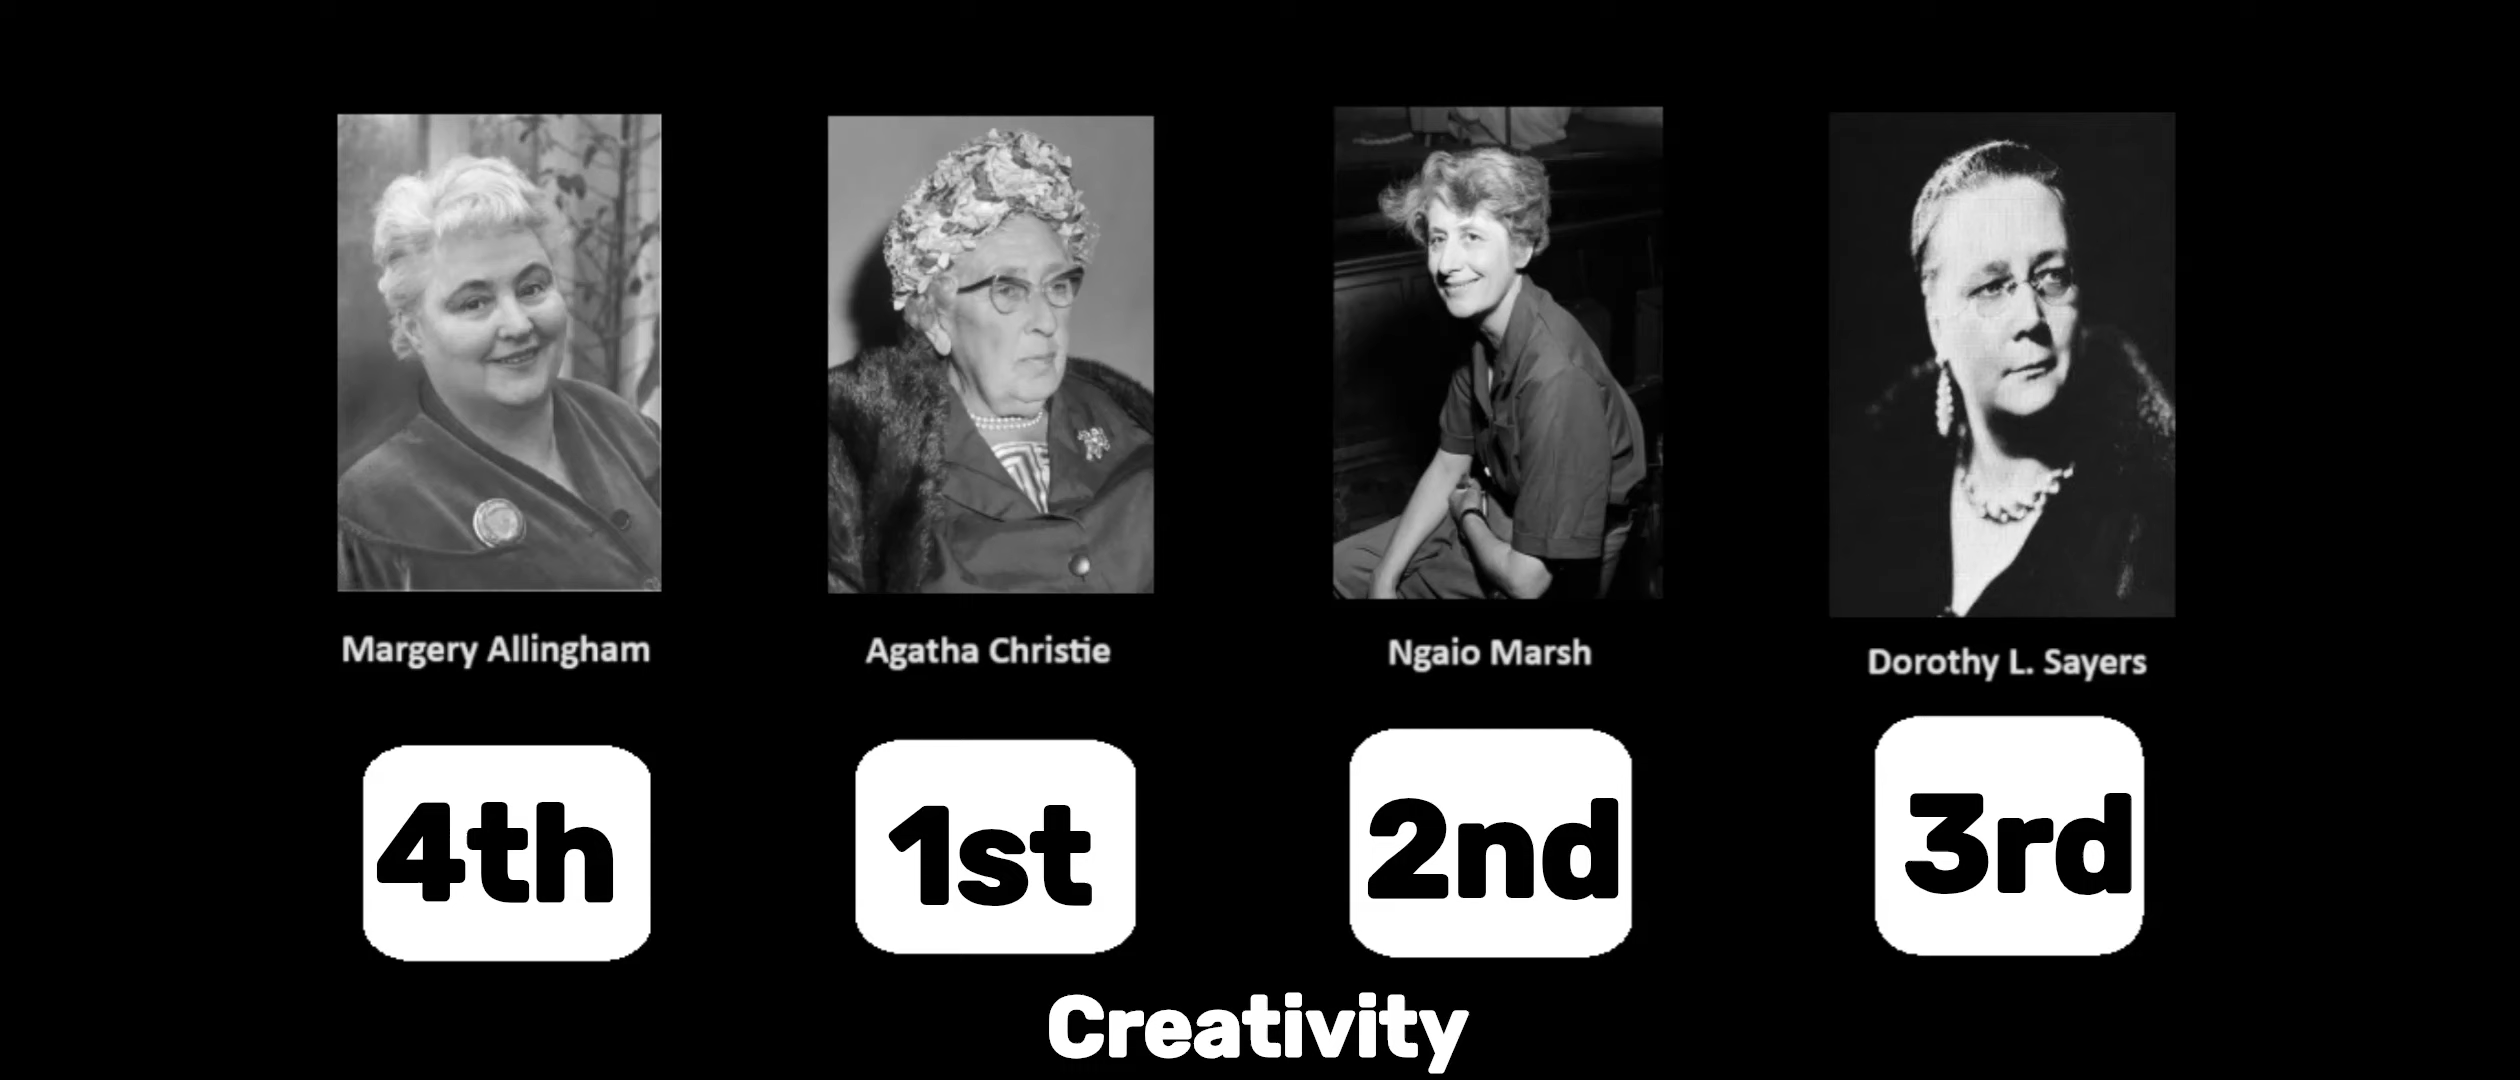 Margery Allingham
Agatha Christie
Ngaio Marsh
Dorothy L. Sayers
4th
1st
2nd
3rd
Creativity